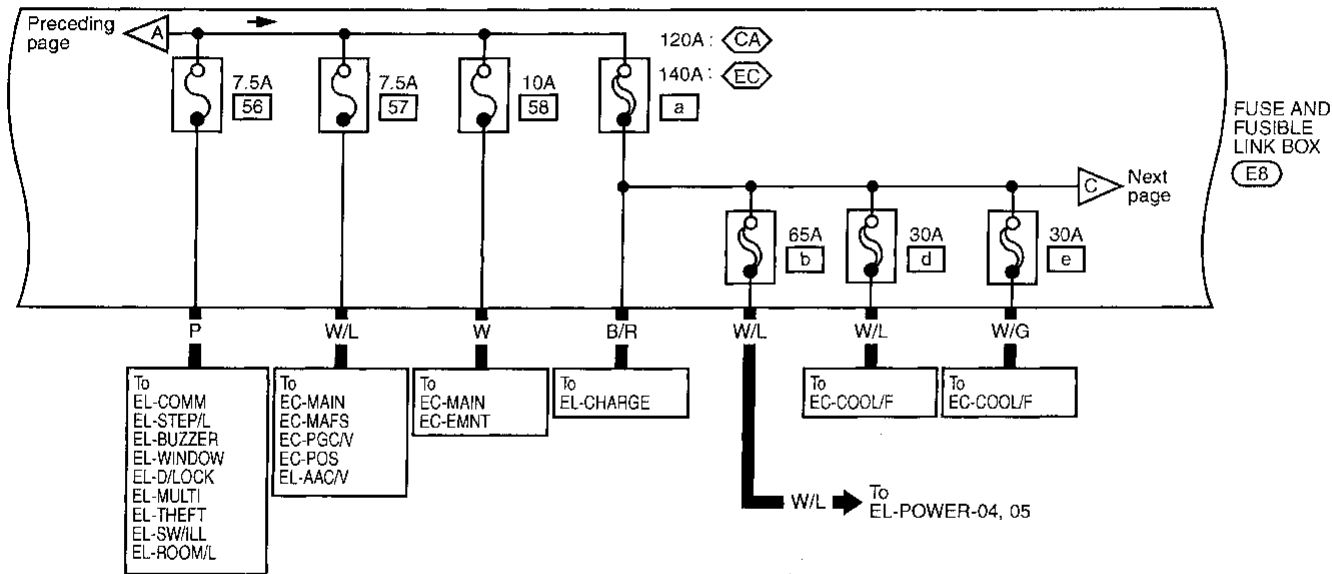 Preceding
page
A
7.5A
56
7.5A
57
10A
58
120A : CA
140A : EC
a
FUSE AND
FUSIBLE
LINK BOX
E8
C
Next
page
65A
b
30A
d
30A
e
P
W/L
W
B/R
W/L
W/L
W/G
To
EL-COMM
EL-STEP/L
EL-BUZZER
EL-WINDOW
EL-D/LOCK
EL-MULTI
EL-THEFT
EL-SW/ILL
EL-ROOM/L
To
EC-MAIN
EC-MAFS
EC-PGC/V
EC-POS
EL-AAC/V
To
EC-MAIN
EC-EMNT
To
EL-CHARGE
To
EC-COOL/F
To
EC-COOL/F
W/L
To
EL-POWER-04, 05